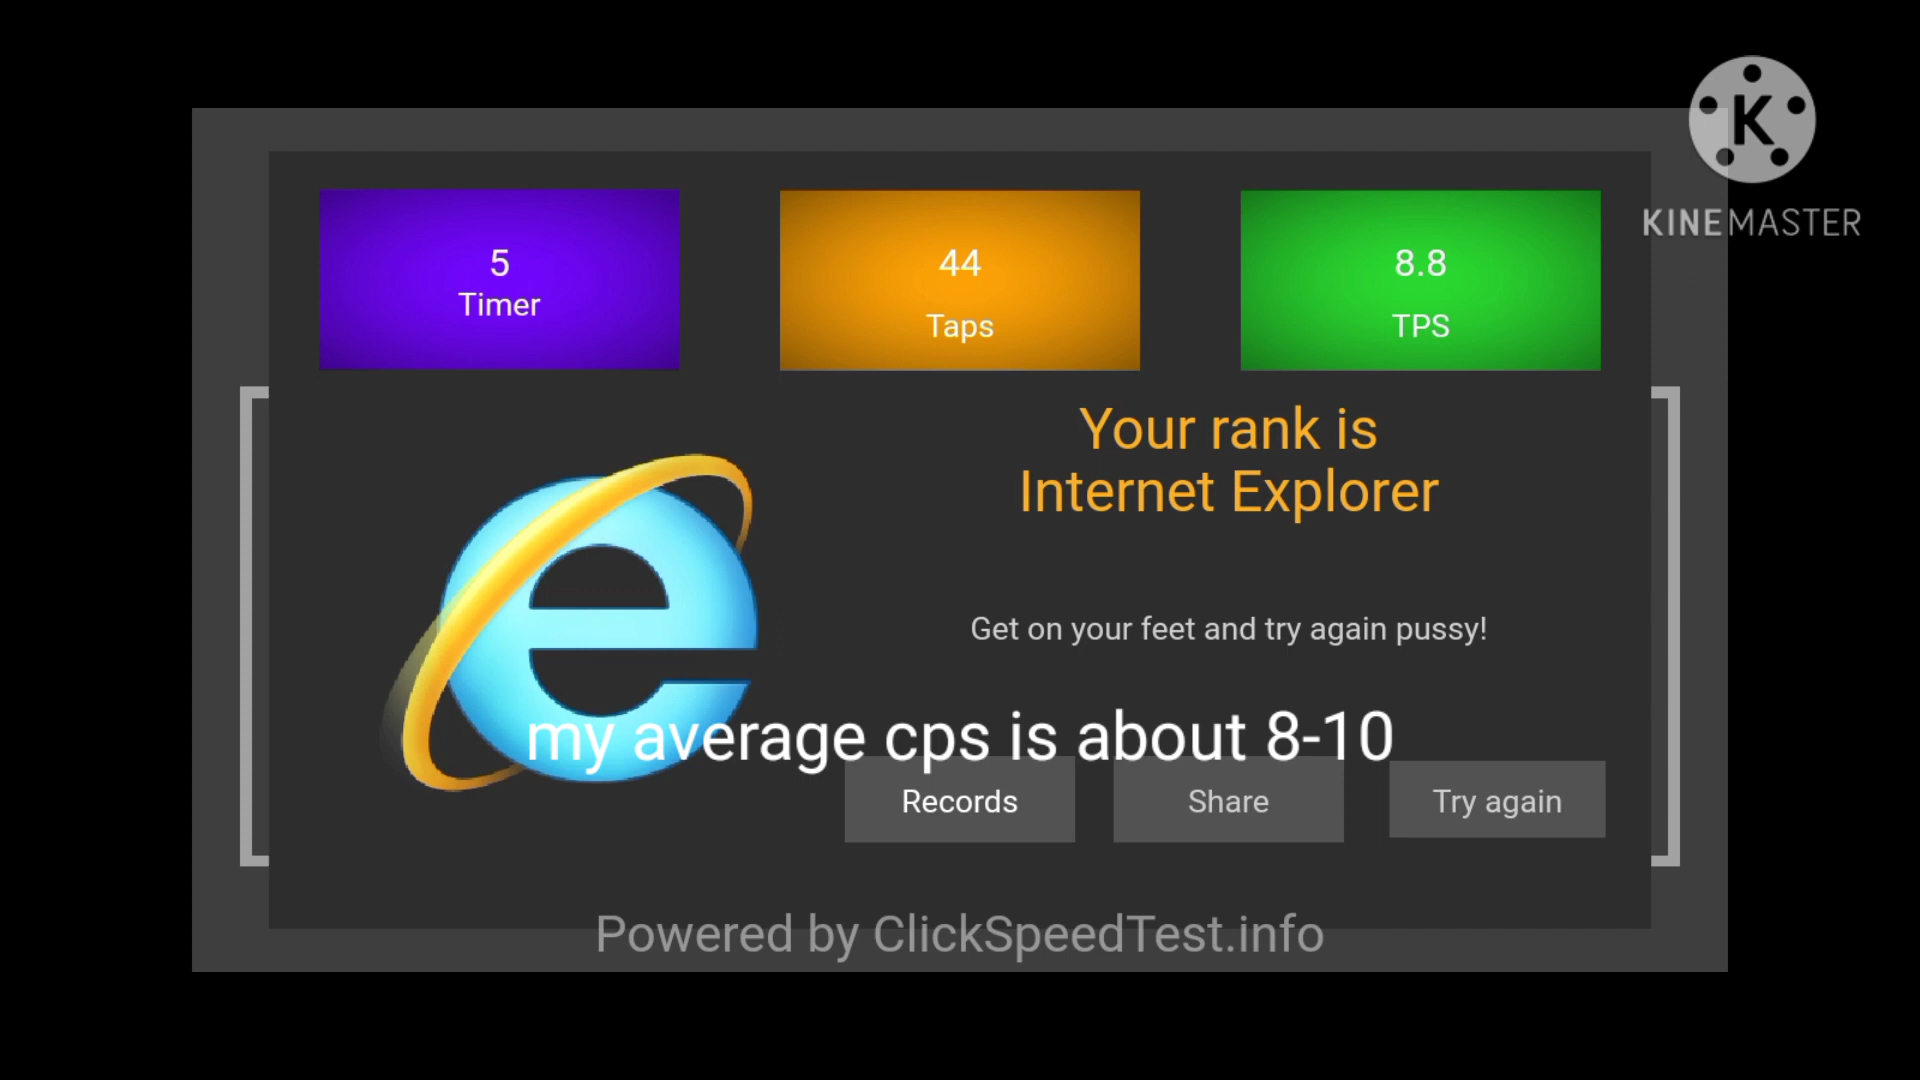 K
KINEMASTER
5
Timer
44
Taps
8.8
TPS
Your rank is
Internet Explorer
Get on your feet and try again pussy!
my average cps is about 8-10
Records
Share
Try again
Powered by ClickSpeedTest.info